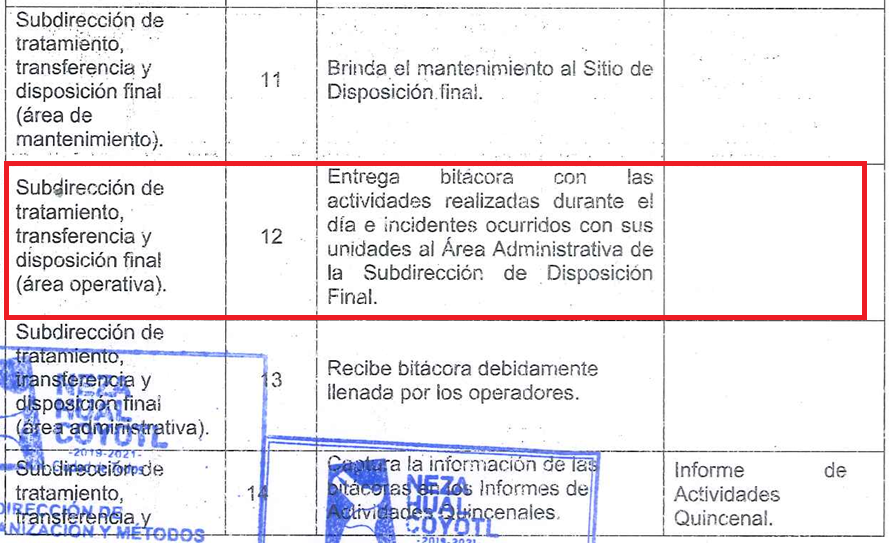 Subdirección de
tratamiento,
transferencia y
disposición final
(área de
mantenimiento).
11
Brinda el mantenimiento al Sitio de
Disposición final.
Subdirección de
tratamiento,
transferencia y
disposición final
(área operativa).
12
Entrega bitácora con las
actividades realizadas durante el
día e incidentes ocurridos con sus
unidades al Área Administrativa de
la Subdirección de Disposición
Final.
Subdirección de
tratamiento,
transferencia y
disposición final
(área administrativa).
13
Recibe bitácora debidamente
llenada por los operadores.
Subdirección de
tratamiento,
transferencia y
14
Captura la información de las
bitácoras en los Informes de
Actividades Quincenales.
Informe de
Actividades
Quincenal.
NEZA
HUAL
COYOTL
-2019-2021-
DIRECCIÓN DE
ORGANIZACIÓN Y MÉTODOS
NEZA
HUAL
COYOTL
-2019-2021-